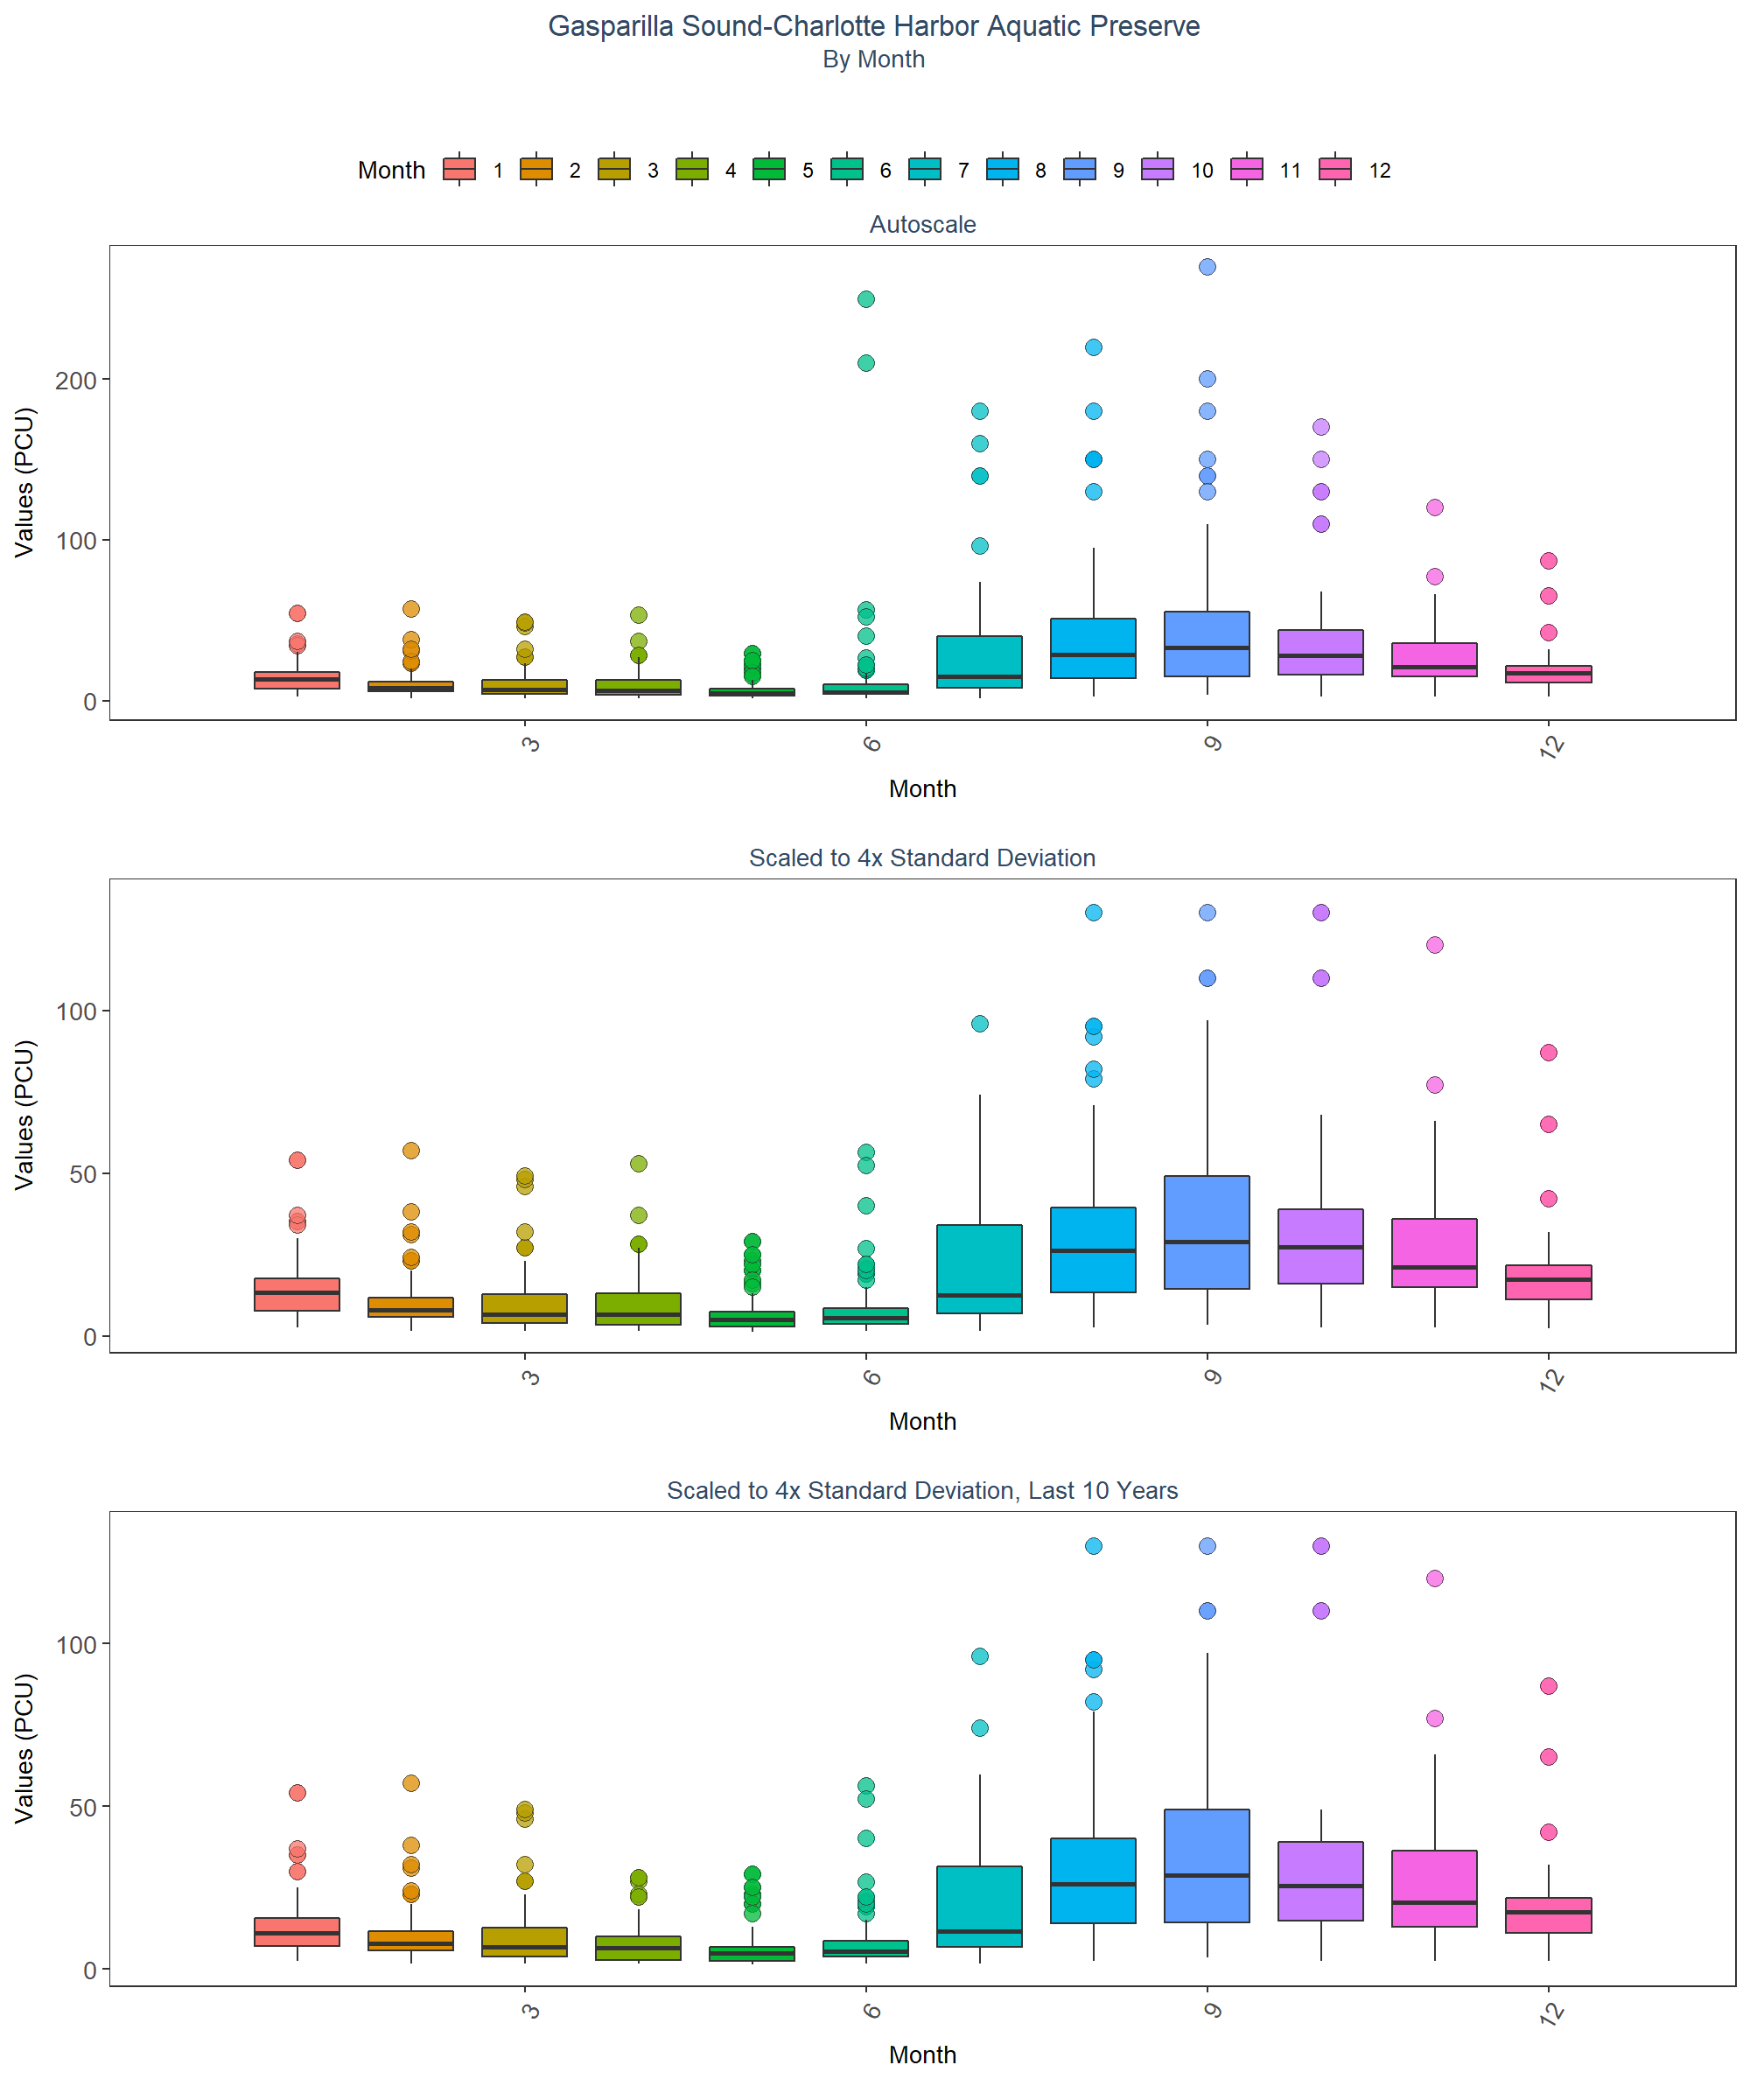 Gasparilla Sound-Charlotte Harbor Aquatic Preserve
By Month
Month 1 2 3 4 5 6 7 8 9 10 11 12
Autoscale
Values (PCU)
200
100
0
3 6 9 12
Month
Scaled to 4x Standard Deviation
Values (PCU)
100
50
0
3 6 9 12
Month
Scaled to 4x Standard Deviation, Last 10 Years
Values (PCU)
100
50
0
3 6 9 12
Month